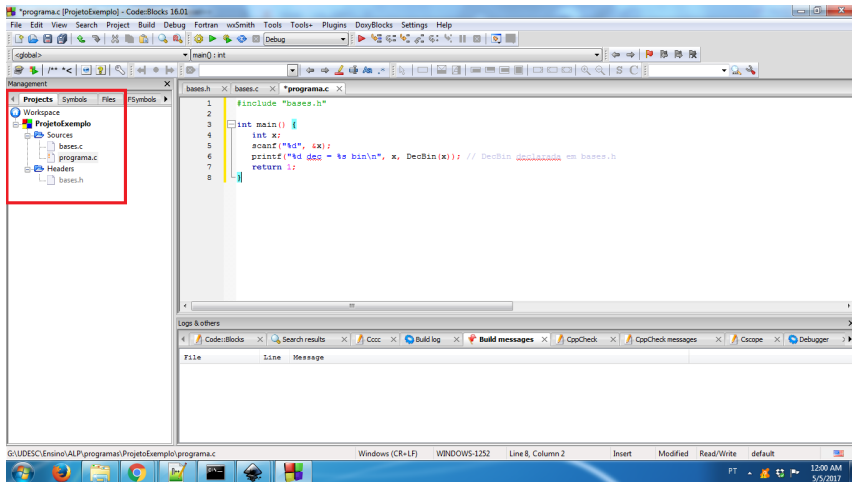 *programa.c [ProjetoExemplo] - Code::Blocks 16.01
File Edit View Search Project Build Debug Fortran wxSmith Tools Tools+ Plugins DoxyBlocks Settings Help
Debug
<global>
main() : int
/** *<
S C
Management
Projects Symbols Files FSymbols
Workspace
ProjetoExemplo
Sources
bases.c
programa.c
Headers
bases.h
bases.h bases.c *programa.c
1 #include "bases.h"
2
3 int main() {
4 int x;
5 scanf("%d", &x);
6 printf("%d dec = %s bin\n", x, DecBin(x)); // DecBin declarada em bases.h
7 return 1;
8 }
Logs & others
Code::Blocks Search results Cccc Build log Build messages CppCheck CppCheck messages Cscope Debugger
File Line Message
G:\UDESC\Ensino\ALP\programas\ProjetoExemplo\programa.c Windows (CR+LF) WINDOWS-1252 Line 8, Column 2 Insert Modified Read/Write default
PT 12:00 AM
5/5/2017